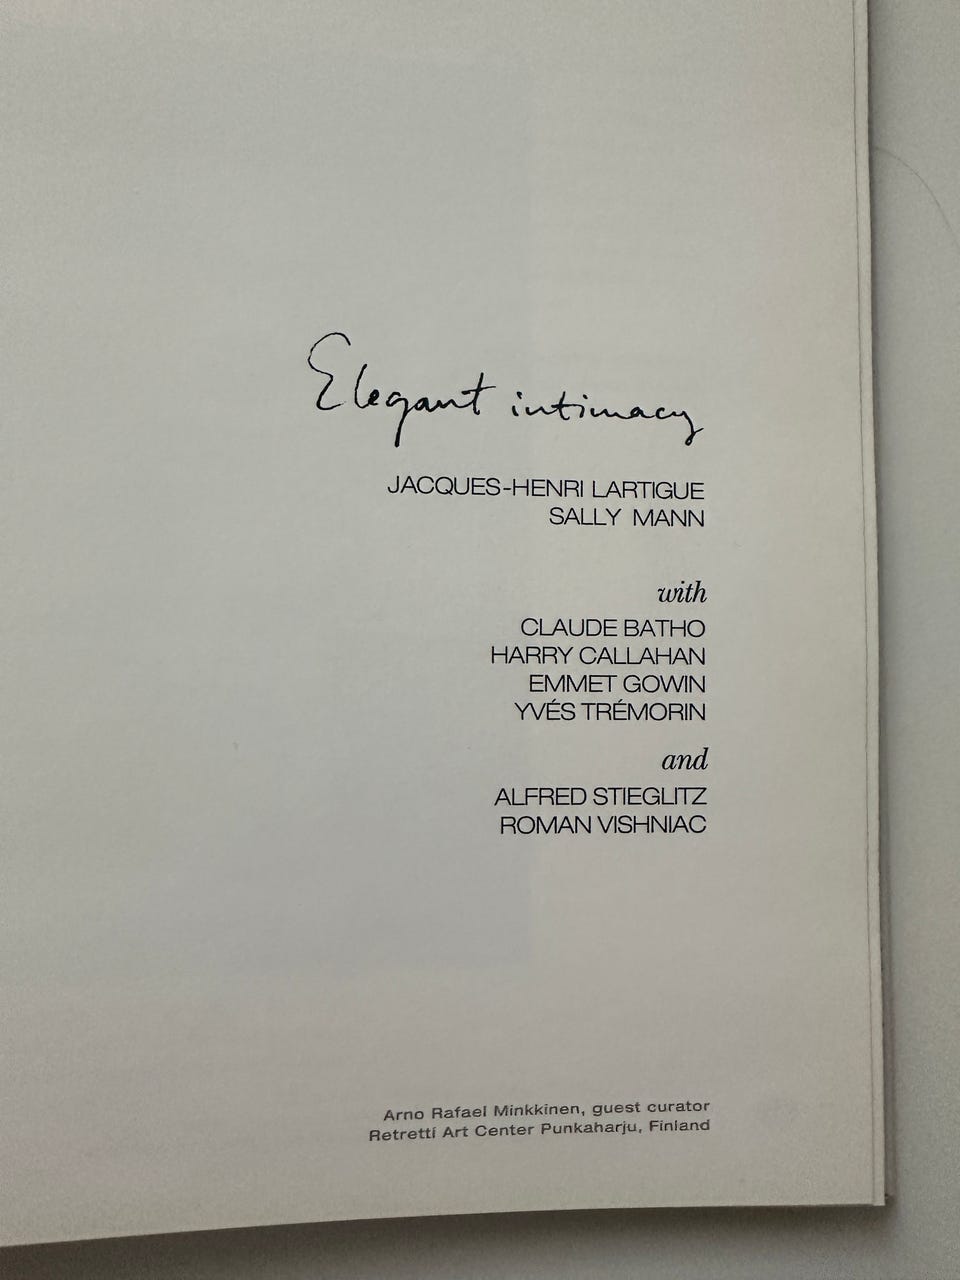 Elegant intimacy
JACQUES-HENRI LARTIGUE
SALLY MANN
with
CLAUDE BATHO
HARRY CALLAHAN
EMMET GOWIN
YVÉS TRÉMORIN
and
ALFRED STIEGLITZ
ROMAN VISHNIAC
Arno Rafael Minkkinen, guest curator
Retretti Art Center Punkaharju, Finland